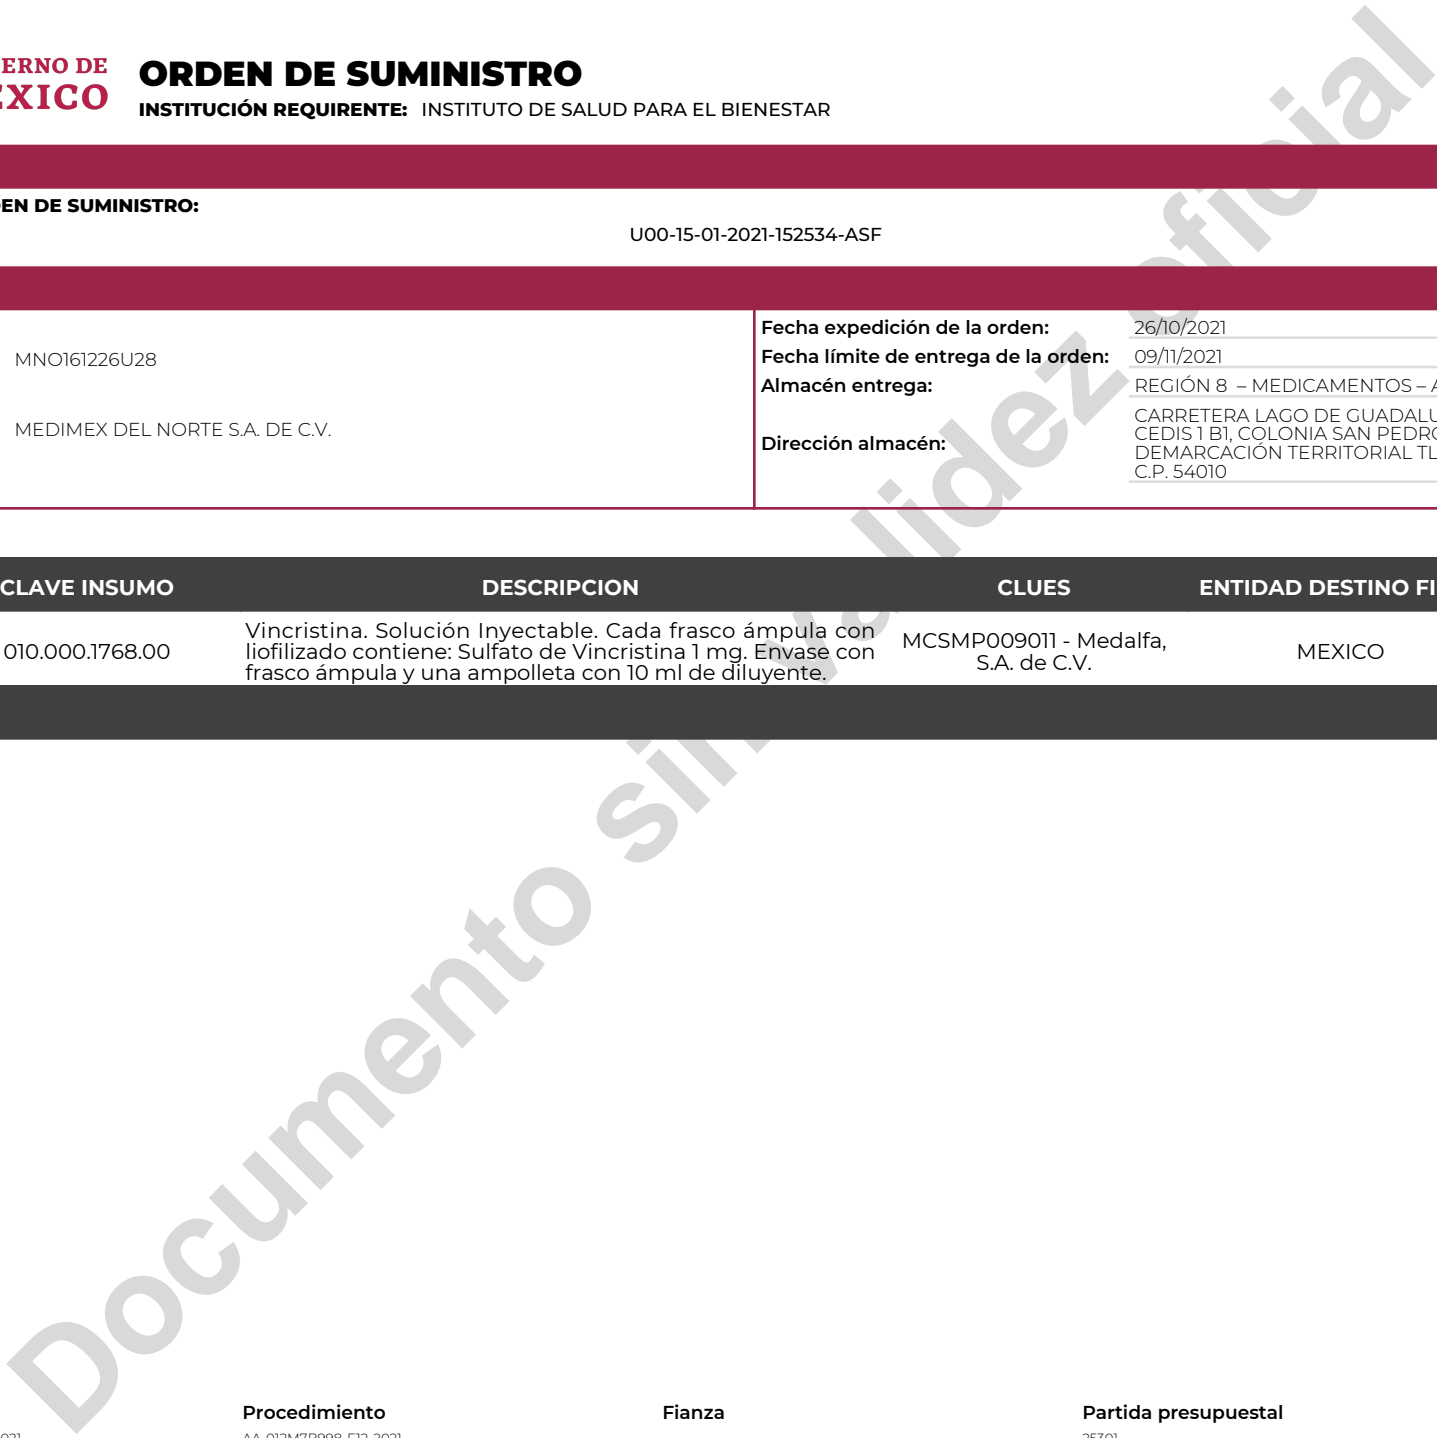 ERNO DE
EXICO
ORDEN DE SUMINISTRO
INSTITUCIÓN REQUIRENTE: INSTITUTO DE SALUD PARA EL BIENESTAR
EN DE SUMINISTRO:
U00-15-01-2021-152534-ASF
MNO161226U28
MEDIMEX DEL NORTE S.A. DE C.V.
Fecha expedición de la orden: 26/10/2021
Fecha límite de entrega de la orden: 09/11/2021
Almacén entrega: REGIÓN 8 – MEDICAMENTOS – A
Dirección almacén: CARRETERA LAGO DE GUADALU
CEDIS 1 B1, COLONIA SAN PEDRO
DEMARCACIÓN TERRITORIAL TL
C.P. 54010
CLAVE INSUMO DESCRIPCION CLUES ENTIDAD DESTINO FI
010.000.1768.00
Vincristina. Solución Inyectable. Cada frasco ámpula con
liofilizado contiene: Sulfato de Vincristina 1 mg. Envase con
frasco ámpula y una ampolleta con 10 ml de diluyente.
MCSMP009011 - Medalfa,
S.A. de C.V.
MEXICO
Documento sin validez oficial
Procedimiento Fianza Partida presupuestal